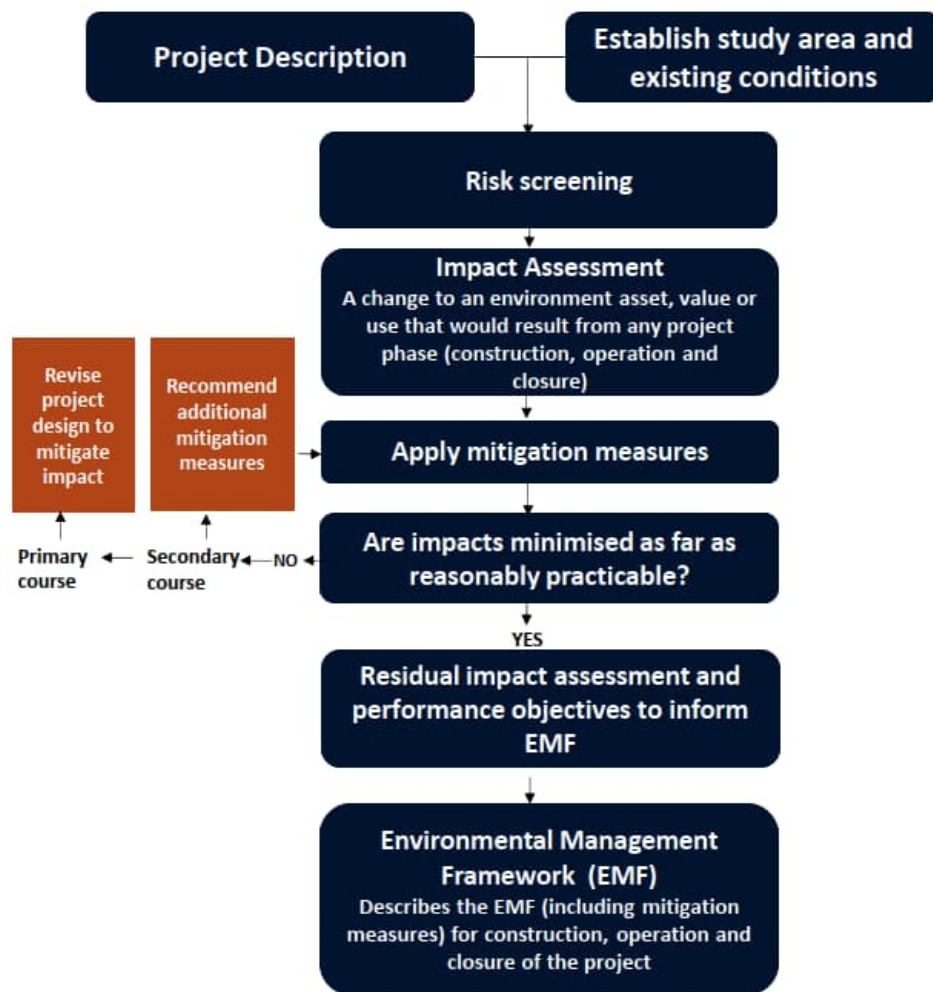 Project Description
Establish study area and
existing conditions
Risk screening
Impact Assessment
A change to an environment asset, value or
use that would result from any project
phase (construction, operation and
closure)
Revise
project
design to
mitigate
impact
Recommend
additional
mitigation
measures
Apply mitigation measures
Are impacts minimised as far as
reasonably practicable?
NO
Secondary
course
Primary
course
YES
Residual impact assessment and
performance objectives to inform
EMF
Environmental Management
Framework (EMF)
Describes the EMF (including mitigation
measures) for construction, operation and
closure of the project